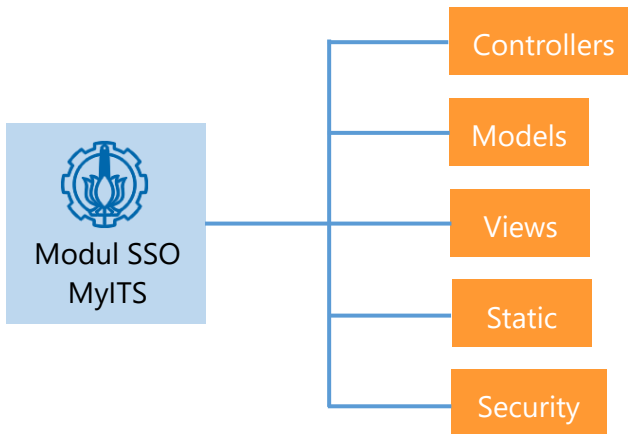 Modul SSO
MyITS
Controllers
Models
Views
Static
Security